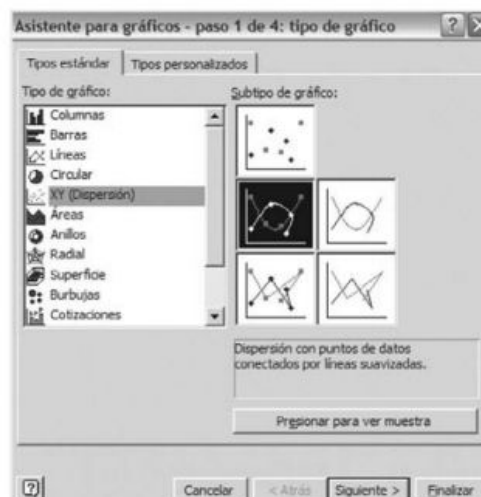 Asistente para gráficos - paso 1 de 4: tipo de gráfico
Tipos estándar
Tipos personalizados
Tipo de gráfico:
Columnas
Barras
Líneas
Circular
XY (Dispersión)
Áreas
Anillos
Radial
Superficie
Burbujas
Cotizaciones
Subtipo de gráfico:
Dispersión con puntos de datos
conectados por líneas suavizadas.
Presionar para ver muestra
Cancelar
< Atrás
Siguiente >
Finalizar